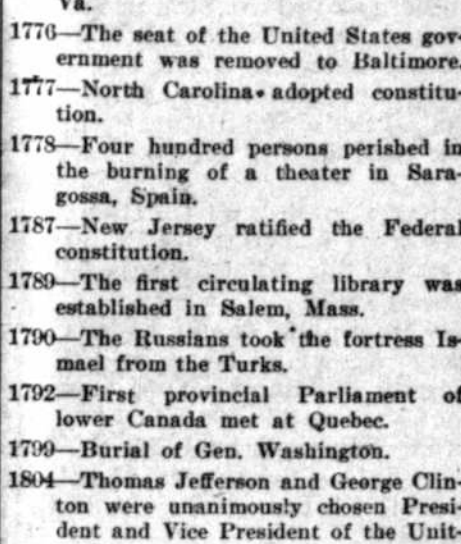 Va.
1776—The seat of the United States gov-
ernment was removed to Baltimore.
1777—North Carolina adopted constitu-
tion.
1778—Four hundred persons perished in
the burning of a theater in Sara-
gossa, Spain.
1787—New Jersey ratified the Federal
constitution.
1789—The first circulating library was
established in Salem, Mass.
1790—The Russians took the fortress Is-
mael from the Turks.
1792—First provincial Parliament of
lower Canada met at Quebec.
1799—Burial of Gen. Washington.
1804—Thomas Jefferson and George Clin-
ton were unanimously chosen Presi-
dent and Vice President of the Unit-